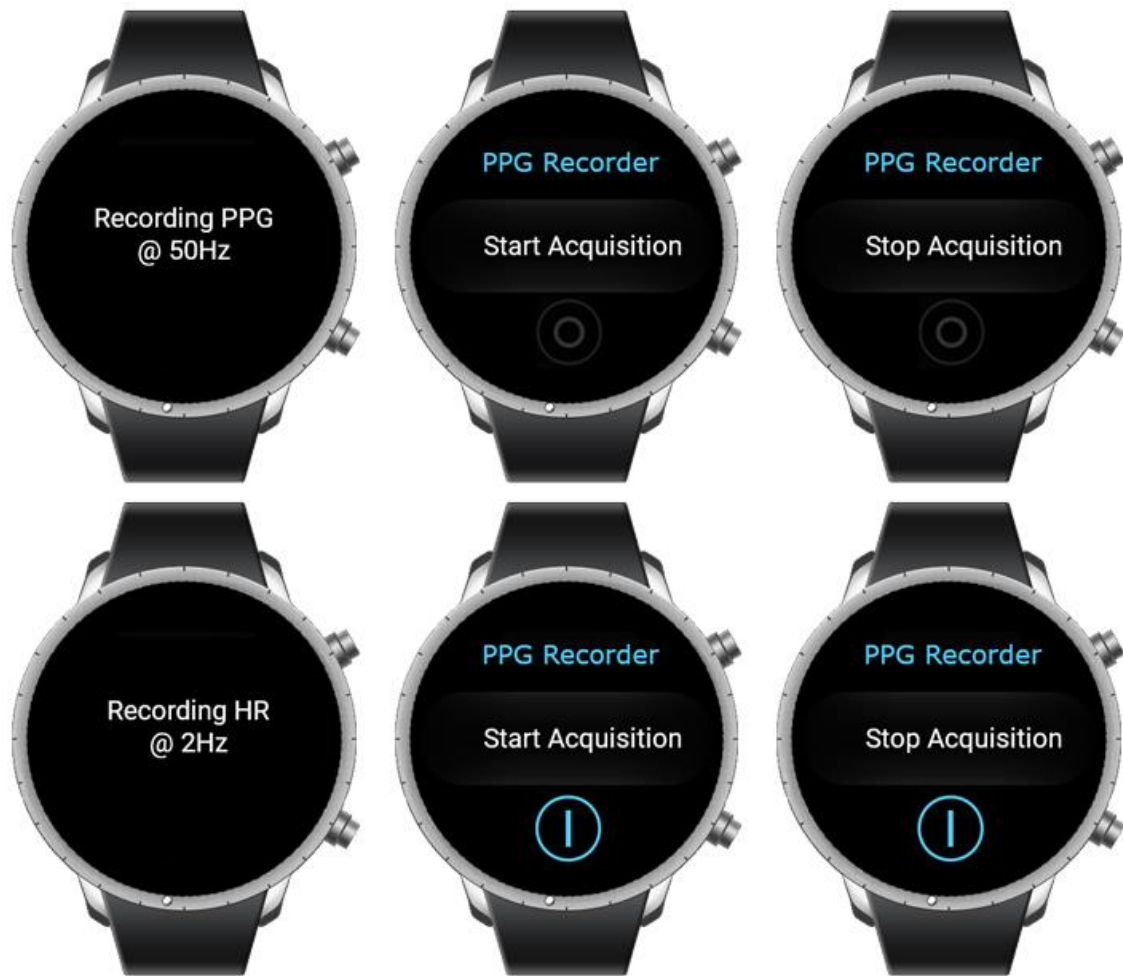 Recording PPG
@ 50Hz
PPG Recorder
Start Acquisition
PPG Recorder
Stop Acquisition
Recording HR
@ 2Hz
PPG Recorder
Start Acquisition
PPG Recorder
Stop Acquisition